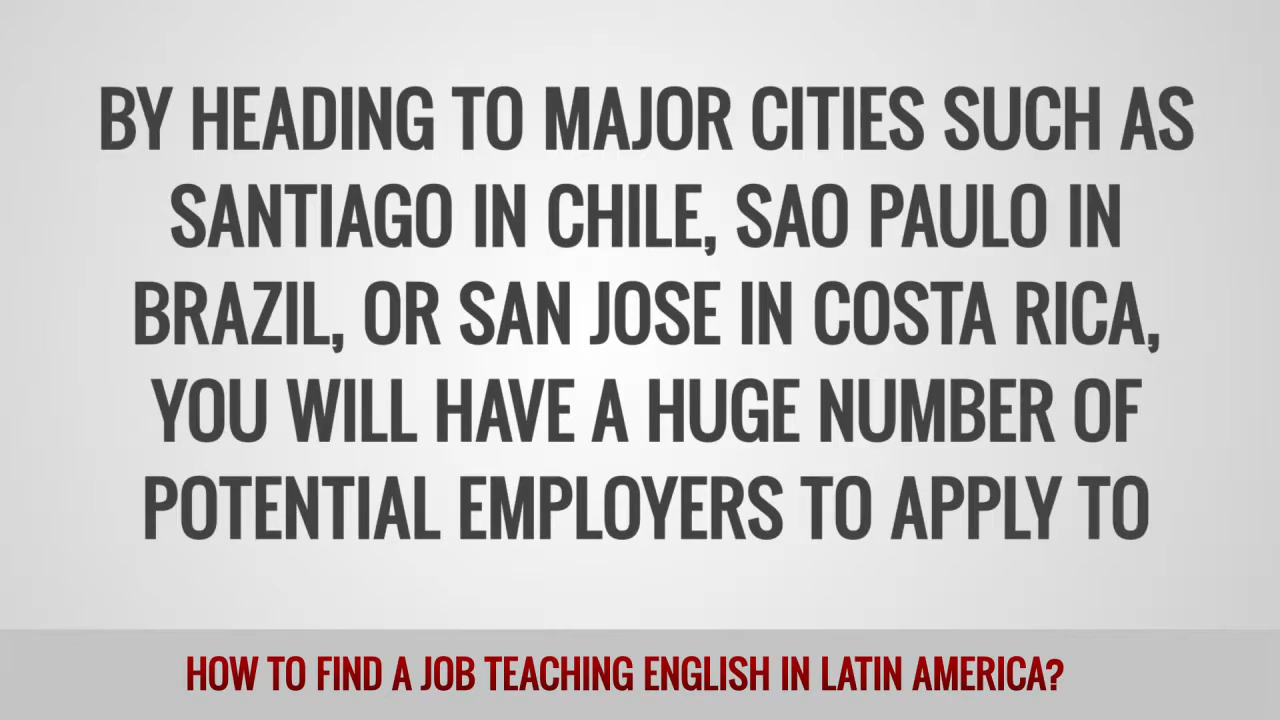 BY HEADING TO MAJOR CITIES SUCH AS
SANTIAGO IN CHILE, SAO PAULO IN
BRAZIL, OR SAN JOSE IN COSTA RICA,
YOU WILL HAVE A HUGE NUMBER OF
POTENTIAL EMPLOYERS TO APPLY TO
HOW TO FIND A JOB TEACHING ENGLISH IN LATIN AMERICA?